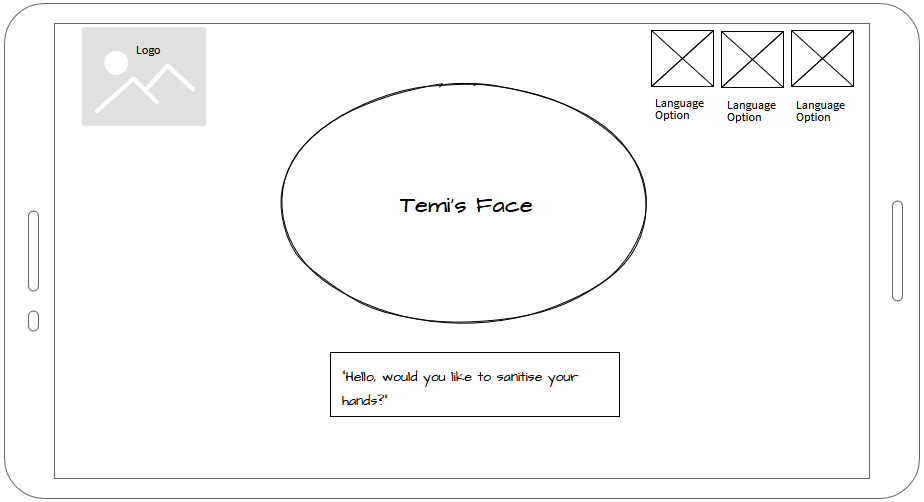 Logo
Language
Option
Language
Option
Language
Option
Temi's Face
"Hello, would you like to sanitise your
hands?"